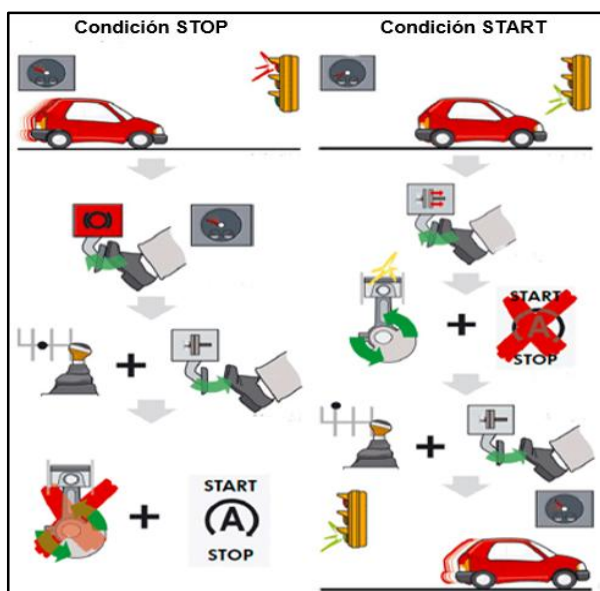 Condición STOP
Condición START
START
A
STOP
START
A
STOP